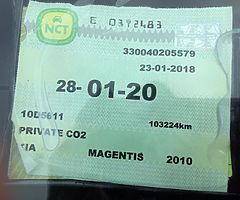 NCT
E 0392483
330040205579
23-01-2018
28-01-20
10D5611
103224km
PRIVATE CO2
KIA MAGENTIS 2010